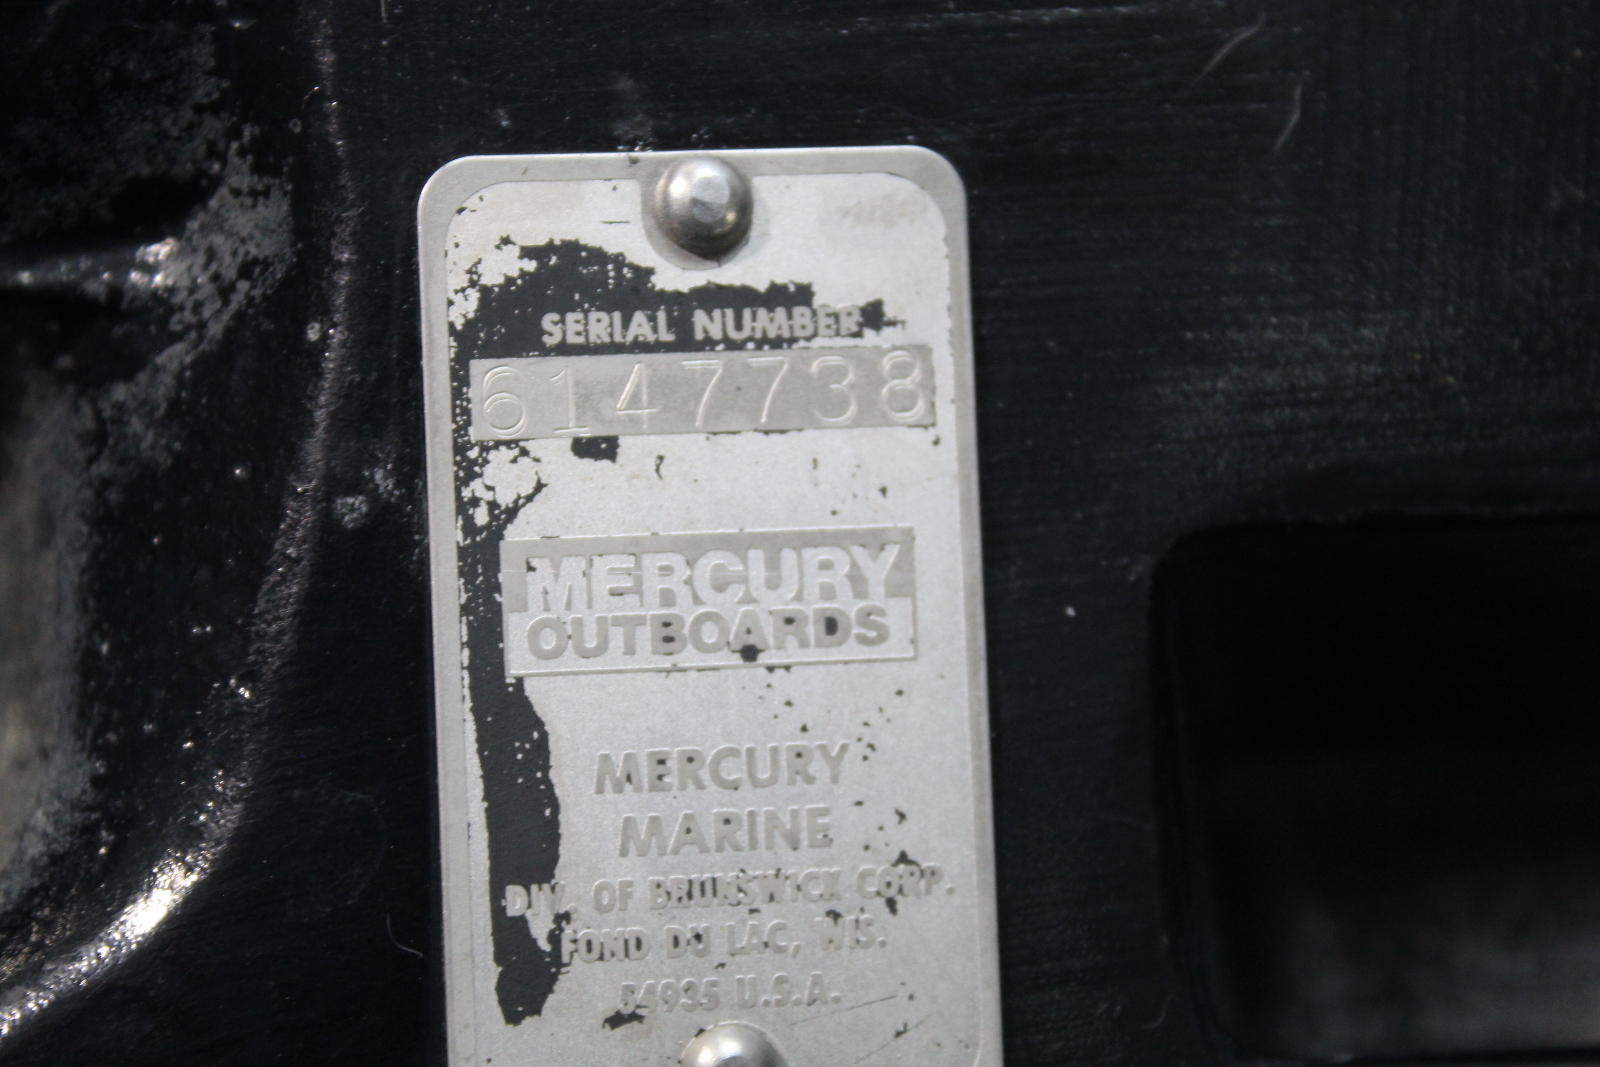 SERIAL NUMBER
6147738
MERCURY
OUTBOARDS
MERCURY
MARINE
DIV. OF BRUNSWICK CORP.
FOND DU LAC, WIS.
54935 U.S.A.